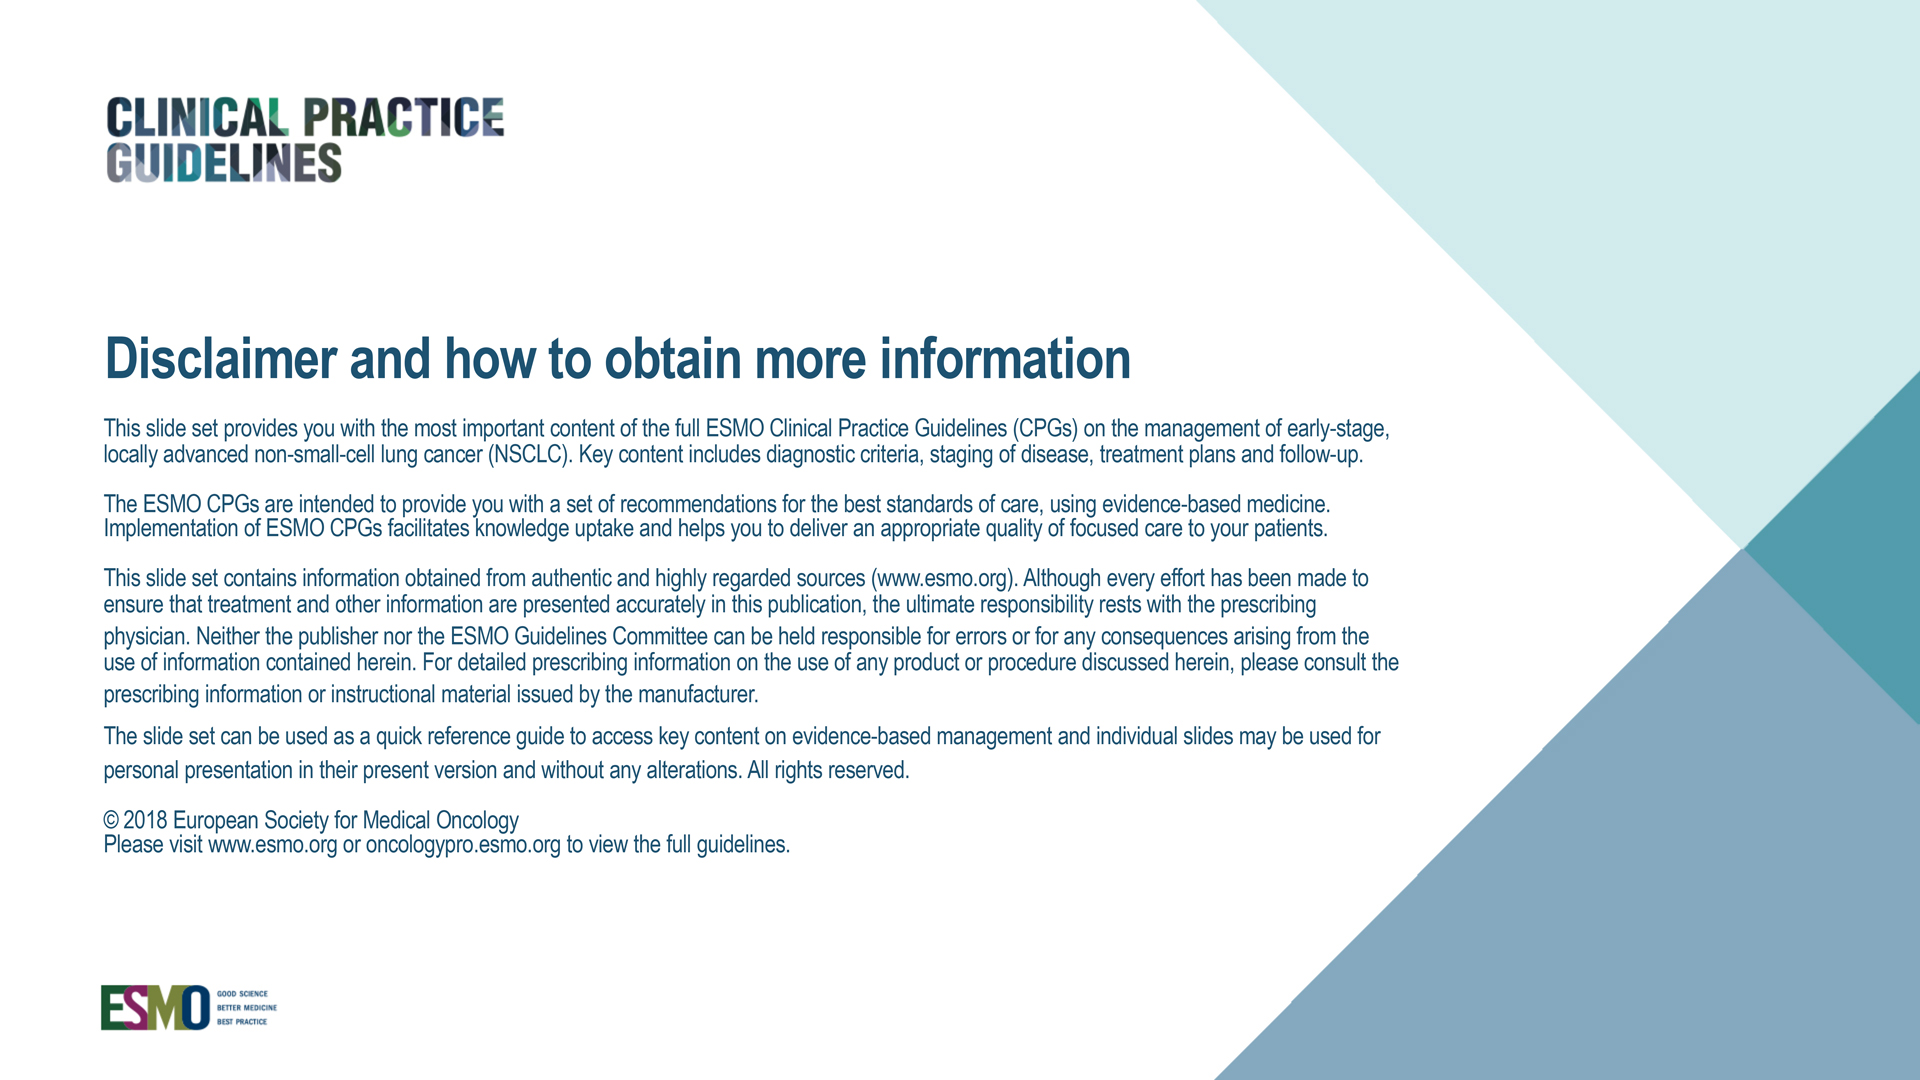 CLINICAL PRACTICE
GUIDELINES
Disclaimer and how to obtain more information
This slide set provides you with the most important content of the full ESMO Clinical Practice Guidelines (CPGs) on the management of early-stage,
locally advanced non-small-cell lung cancer (NSCLC). Key content includes diagnostic criteria, staging of disease, treatment plans and follow-up.
The ESMO CPGs are intended to provide you with a set of recommendations for the best standards of care, using evidence-based medicine.
Implementation of ESMO CPGs facilitates knowledge uptake and helps you to deliver an appropriate quality of focused care to your patients.
This slide set contains information obtained from authentic and highly regarded sources (www.esmo.org). Although every effort has been made to
ensure that treatment and other information are presented accurately in this publication, the ultimate responsibility rests with the prescribing
physician. Neither the publisher nor the ESMO Guidelines Committee can be held responsible for errors or for any consequences arising from the
use of information contained herein. For detailed prescribing information on the use of any product or procedure discussed herein, please consult the
prescribing information or instructional material issued by the manufacturer.
The slide set can be used as a quick reference guide to access key content on evidence-based management and individual slides may be used for
personal presentation in their present version and without any alterations. All rights reserved.
© 2018 European Society for Medical Oncology
Please visit www.esmo.org or oncologypro.esmo.org to view the full guidelines.
ESMO
GOOD SCIENCE
BETTER MEDICINE
BEST PRACTICE